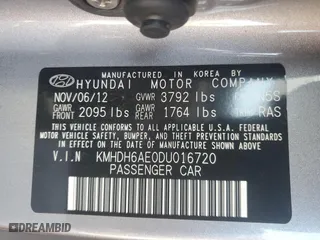 MANUFACTURED IN KOREA BY
HYUNDAI MOTOR COMPANY
NOV/06/12 GVWR 3792 lbs
GAWR FRONT 2095 lbs GAWR REAR 1764 lbs
THIS VEHICLE CONFORMS TO ALL APPLICABLE U.S.
FEDERAL MOTOR VEHICLE SAFETY, BUMPER, AND THEFT
PREVENTION STANDARDS IN EFFECT ON THE DATE OF
MANUFACTURE SHOWN ABOVE.
V.I.N KMHDH6AE0DU016720
PASSENGER CAR
DREAMBID.COM